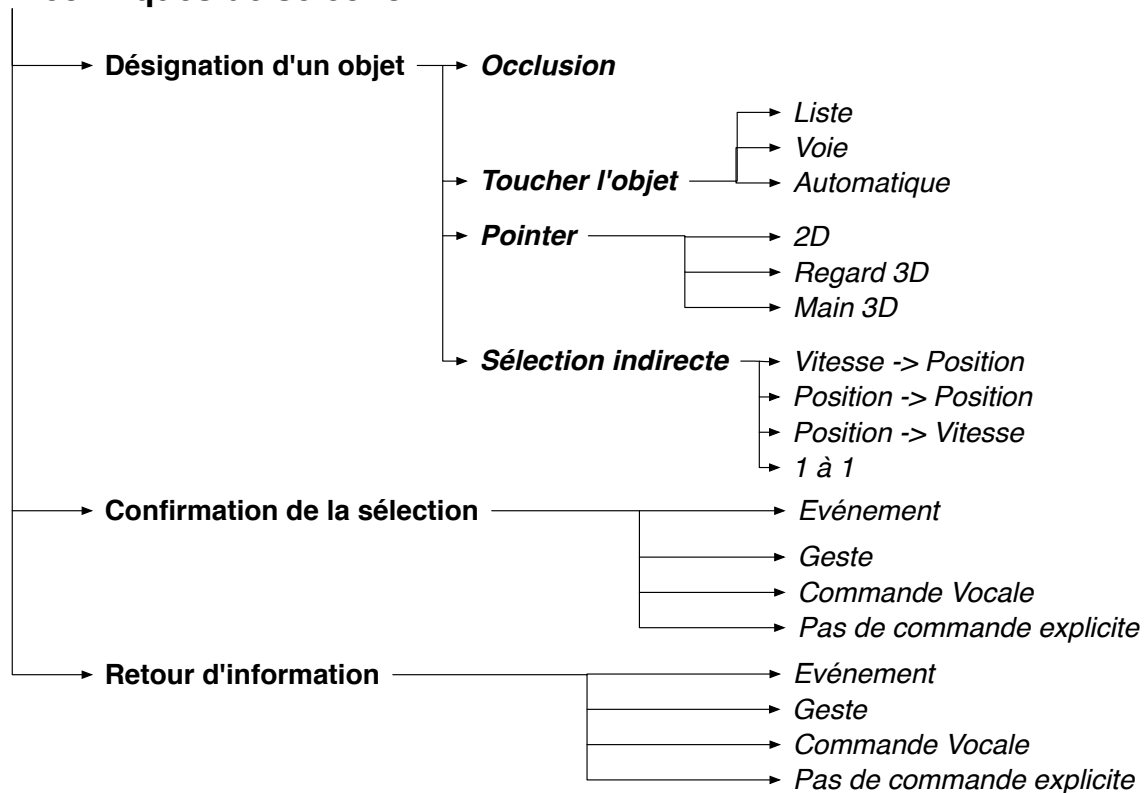 Désignation d'un objet
Occlusion
Liste
Voie
Toucher l'objet
Automatique
Pointer
2D
Regard 3D
Main 3D
Sélection indirecte
Vitesse -> Position
Position -> Position
Position -> Vitesse
1 à 1
Confirmation de la sélection
Evénement
Geste
Commande Vocale
Pas de commande explicite
Retour d'information
Evénement
Geste
Commande Vocale
Pas de commande explicite